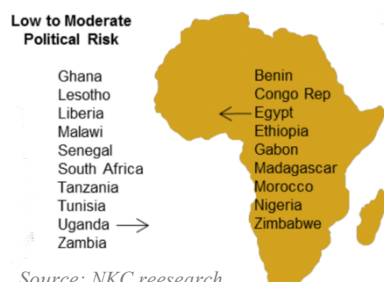 Low to Moderate
Political Risk
Ghana
Lesotho
Liberia
Malawi
Senegal
South Africa
Tanzania
Tunisia
Uganda
Zambia
Benin
Congo Rep
Egypt
Ethiopia
Gabon
Madagascar
Morocco
Nigeria
Zimbabwe
Source: NKC reesearch